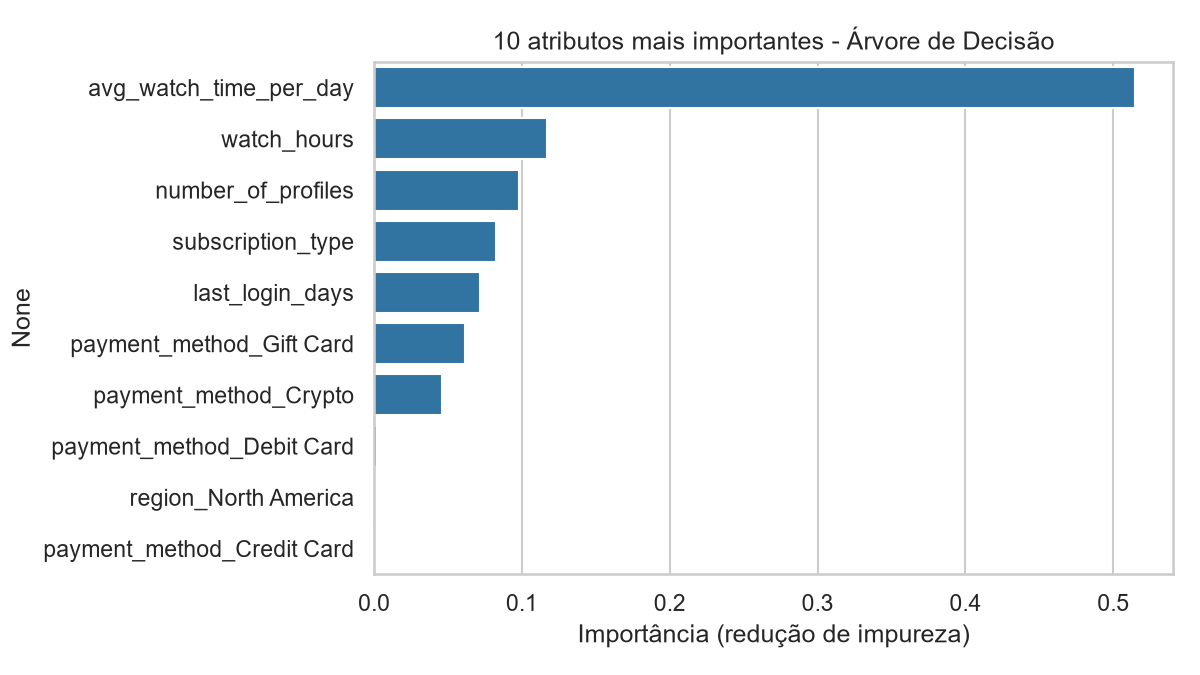 10 atributos mais importantes - Árvore de Decisão
avg_watch_time_per_day
watch_hours
number_of_profiles
subscription_type
last_login_days
payment_method_Gift Card
payment_method_Crypto
payment_method_Debit Card
region_North America
payment_method_Credit Card
None
0.0 0.1 0.2 0.3 0.4 0.5
Importância (redução de impureza)